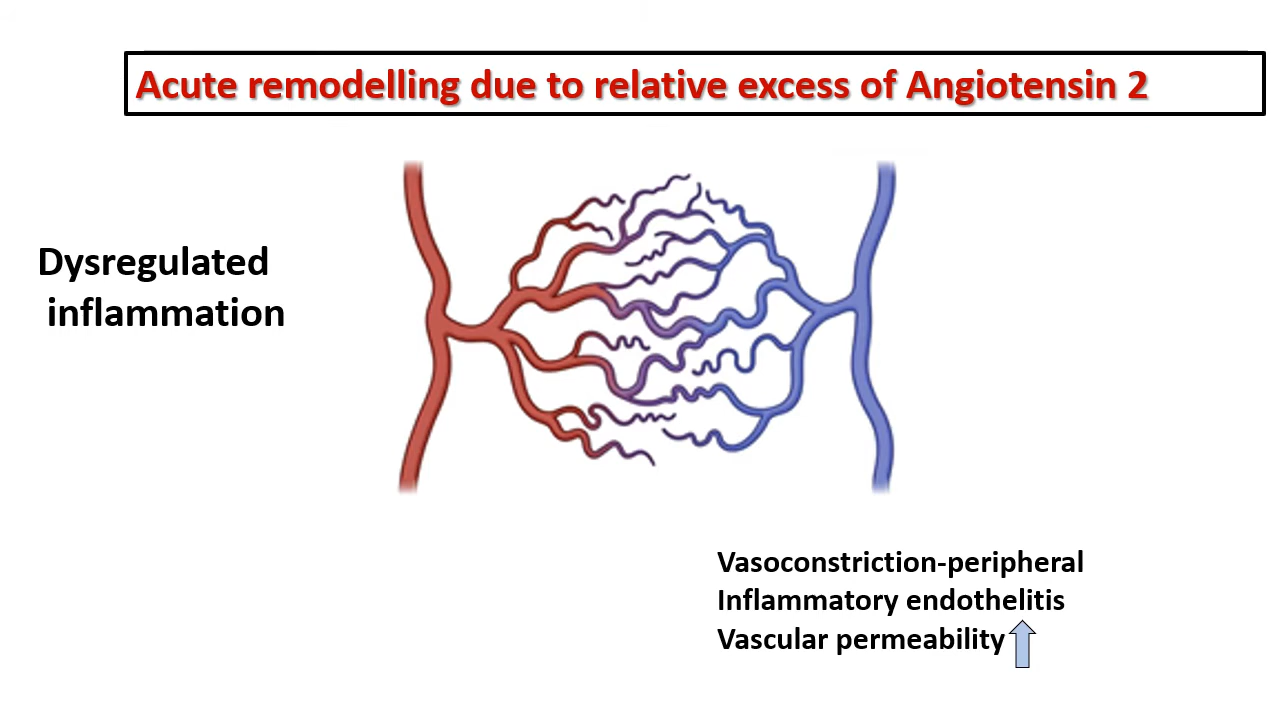 Acute remodelling due to relative excess of Angiotensin 2
Dysregulated
inflammation
Vasoconstriction-peripheral
Inflammatory endothelitis
Vascular permeability